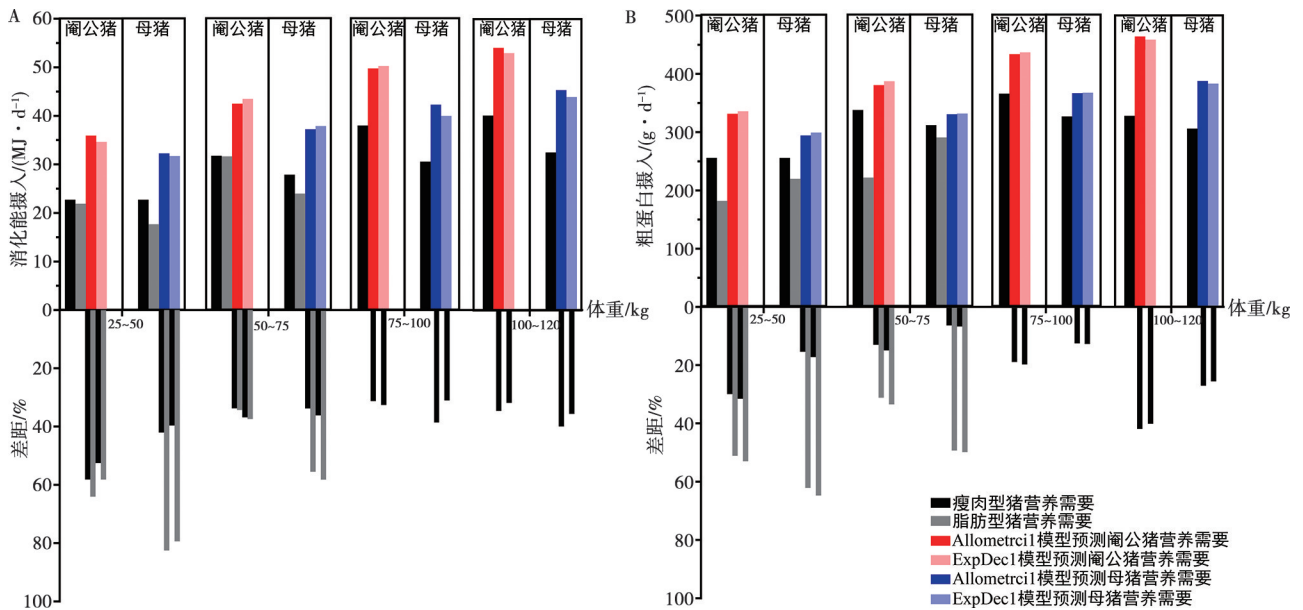 A
阉公猪 母猪 阉公猪 母猪 阉公猪 母猪 阉公猪 母猪
60
50
40
30
20
10
0
20
40
60
80
100
消化能摄入/(MJ·d⁻¹)
差距/%
25~50
50~75
75~100
100~120
体重/kg
B
阉公猪 母猪 阉公猪 母猪 阉公猪 母猪 阉公猪 母猪
500
400
300
200
100
0
20
40
60
80
100
粗蛋白摄入/(g·d⁻¹)
差距/%
25~50
50~75
75~100
100~120
体重/kg
瘦肉型猪营养需要
脂肪型猪营养需要
Allometrci1模型预测阉公猪营养需要
ExpDec1模型预测阉公猪营养需要
Allometrci1模型预测母猪营养需要
ExpDec1模型预测母猪营养需要